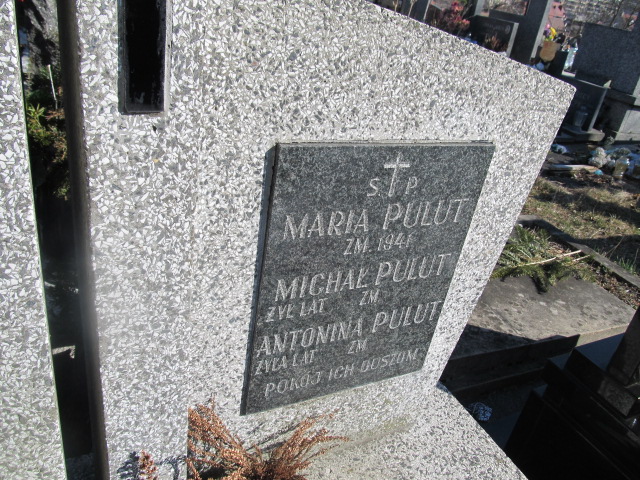 S P
MARIA PULUT
ZM. 1941
MICHAŁ PULUT
ŻYŁ LAT ZM
ANTONINA PULUT
ŻYŁA LAT ZM
POKÓJ ICH DUSZOM